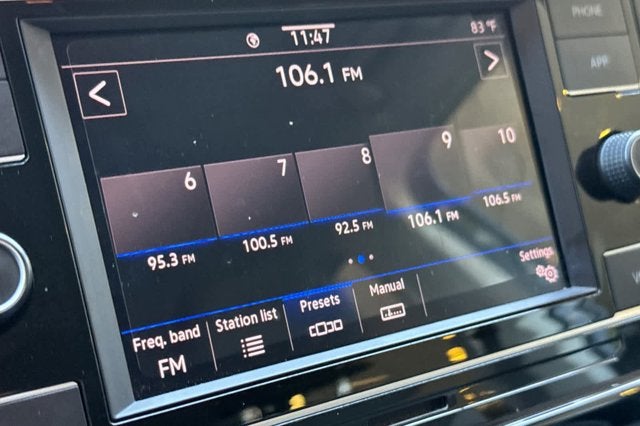 11:47
83 °F
106.1 FM
6
7
8
9
10
95.3 FM
100.5 FM
92.5 FM
106.1 FM
106.5 FM
Settings
Freq. band
FM
Station list
Presets
Manual
PHONE
APP